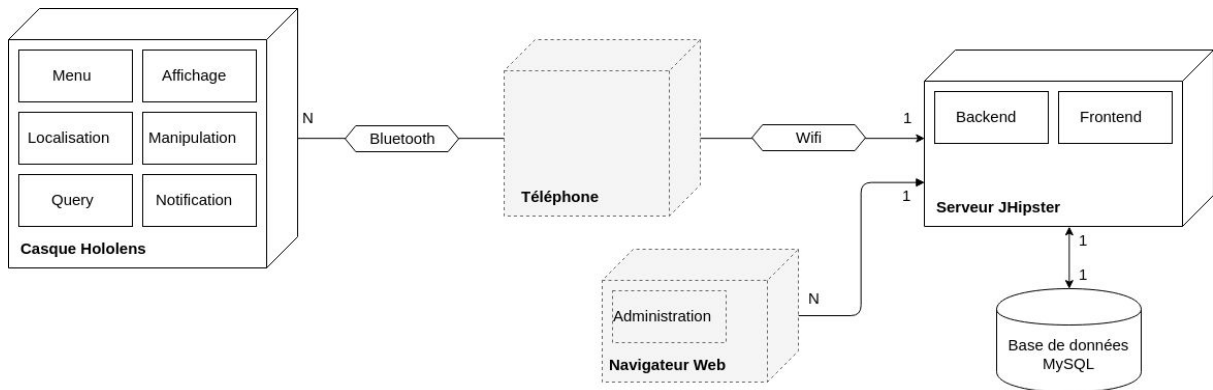 Menu
Affichage
Localisation
Manipulation
Query
Notification
Casque Hololens
N
Bluetooth
Téléphone
Wifi
1
Backend
Frontend
Serveur JHipster
1
N
Administration
Navigateur Web
1
1
Base de données
MySQL